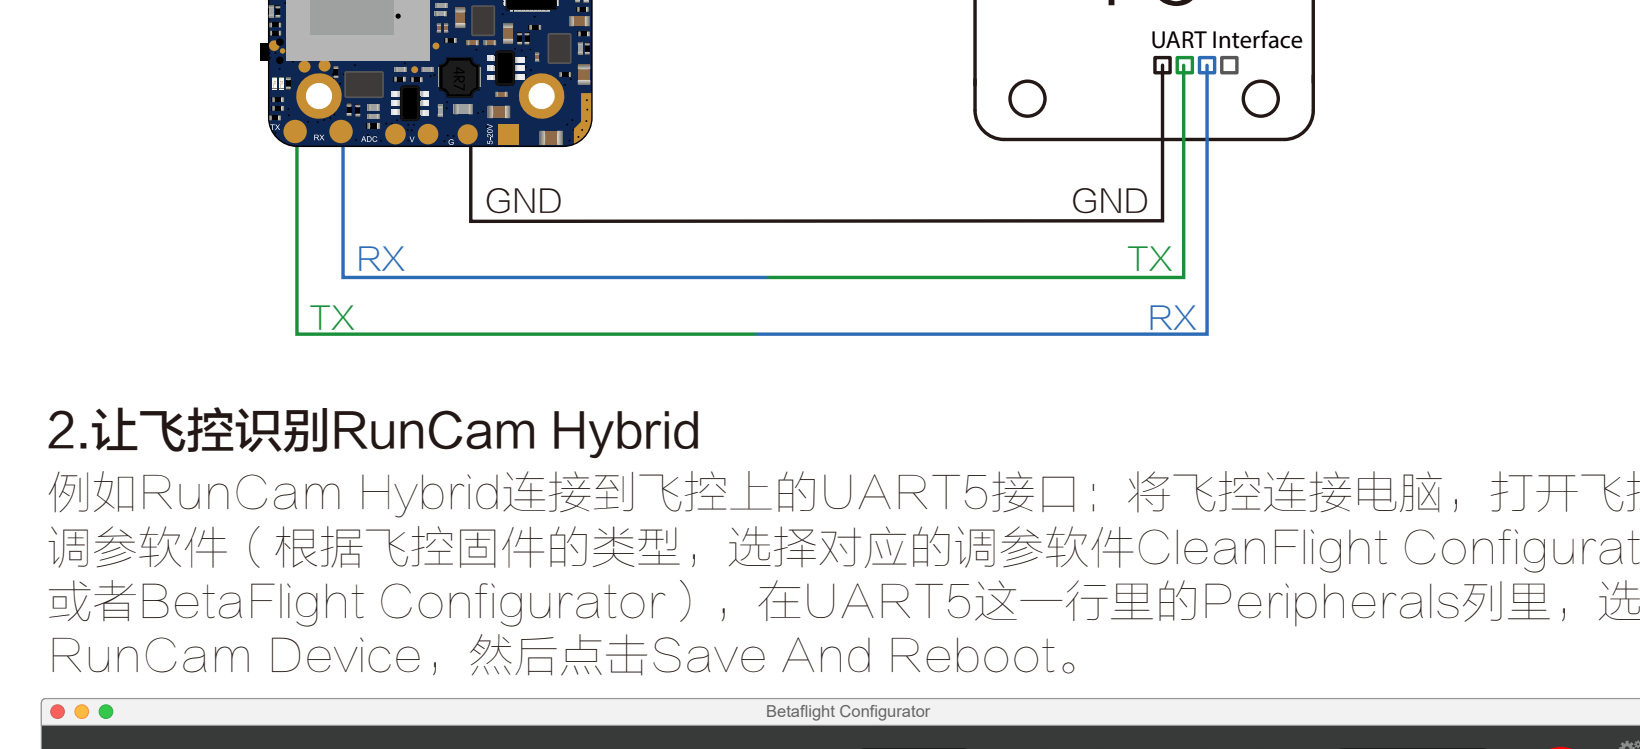 UART Interface
4R7
TX RX ADC V G 5-20V
GND GND
RX TX
TX RX
2.让飞控识别RunCam Hybrid
例如RunCam Hybrid连接到飞控上的UART5接口；将飞控连接电脑，打开飞控
调参软件（根据飞控固件的类型，选择对应的调参软件CleanFlight Configurat
或者BetaFlight Configurator），在UART5这一行里的Peripherals列里，选
RunCam Device，然后点击Save And Reboot。
Betaflight Configurator